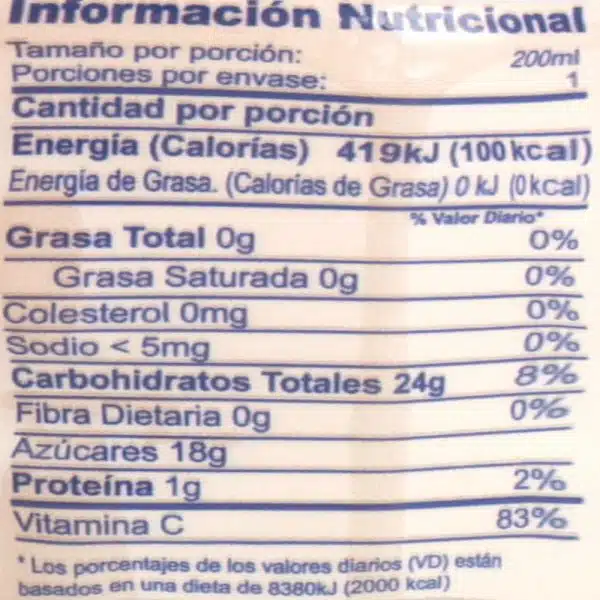 Información Nutricional
Tamaño por porción: 200ml
Porciones por envase: 1
Cantidad por porción
Energía (Calorías) 419kJ (100kcal)
Energía de Grasa. (Calorías de Grasa) 0 kJ (0kcal)
% Valor Diario*
Grasa Total 0g 0%
Grasa Saturada 0g 0%
Colesterol 0mg 0%
Sodio < 5mg 0%
Carbohidratos Totales 24g 8%
Fibra Dietaria 0g 0%
Azúcares 18g
Proteína 1g 2%
Vitamina C 83%
* Los porcentajes de los valores diarios (VD) están
basados en una dieta de 8380kJ (2000 kcal)